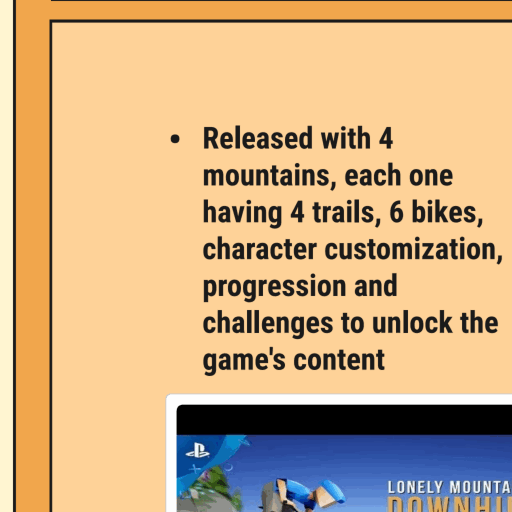 • Released with 4
mountains, each one
having 4 trails, 6 bikes,
character customization,
progression and
challenges to unlock the
game's content
LONELY MOUNTA
DOWNHI